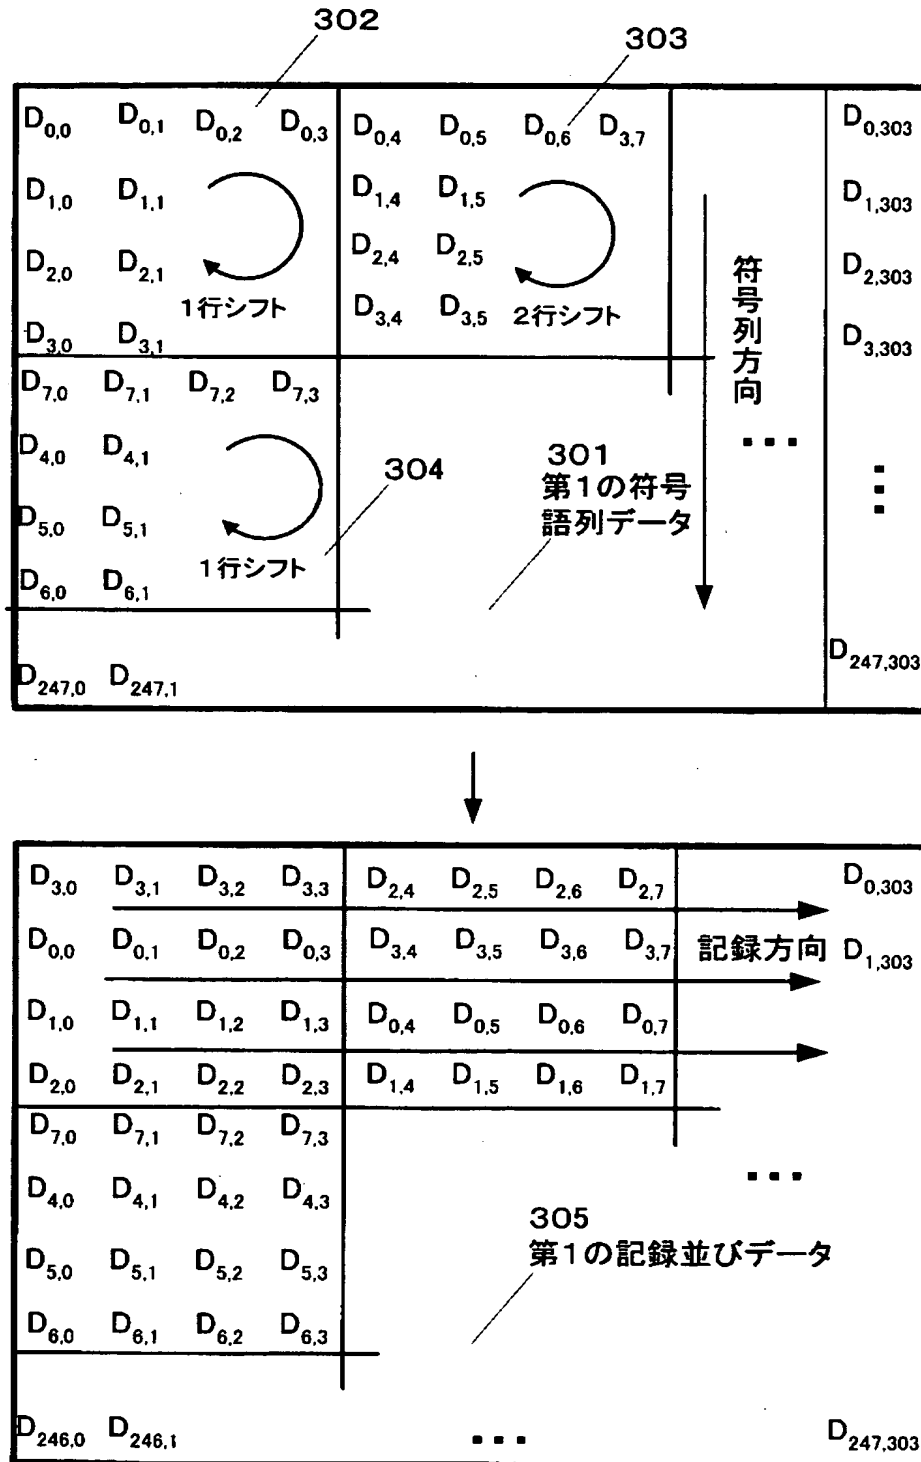 302
303
D0,0 D0,1 D0,2 D0,3 D0,4 D0,5 D0,6 D3,7 D0,303
D1,0 D1,1 D1,4 D1,5 D1,303
D2,0 D2,1 D2,4 D2,5 D2,303
1行シフト 2行シフト
D3,0 D3,1 D3,4 D3,5 D3,303
符号列方向
D7,0 D7,1 D7,2 D7,3
D4,0 D4,1
...
304
301
第1の符号
語列データ
D5,0 D5,1
1行シフト
D6,0 D6,1
D247,0 D247,1 D247,303
D3,0 D3,1 D3,2 D3,3 D2,4 D2,5 D2,6 D2,7 D0,303
D0,0 D0,1 D0,2 D0,3 D3,4 D3,5 D3,6 D3,7 記録方向 D1,303
D1,0 D1,1 D1,2 D1,3 D0,4 D0,5 D0,6 D0,7
D2,0 D2,1 D2,2 D2,3 D1,4 D1,5 D1,6 D1,7
D7,0 D7,1 D7,2 D7,3
D4,0 D4,1 D4,2 D4,3
...
305
第1の記録並びデータ
D5,0 D5,1 D5,2 D5,3
D6,0 D6,1 D6,2 D6,3
D246,0 D246,1 ... D247,303